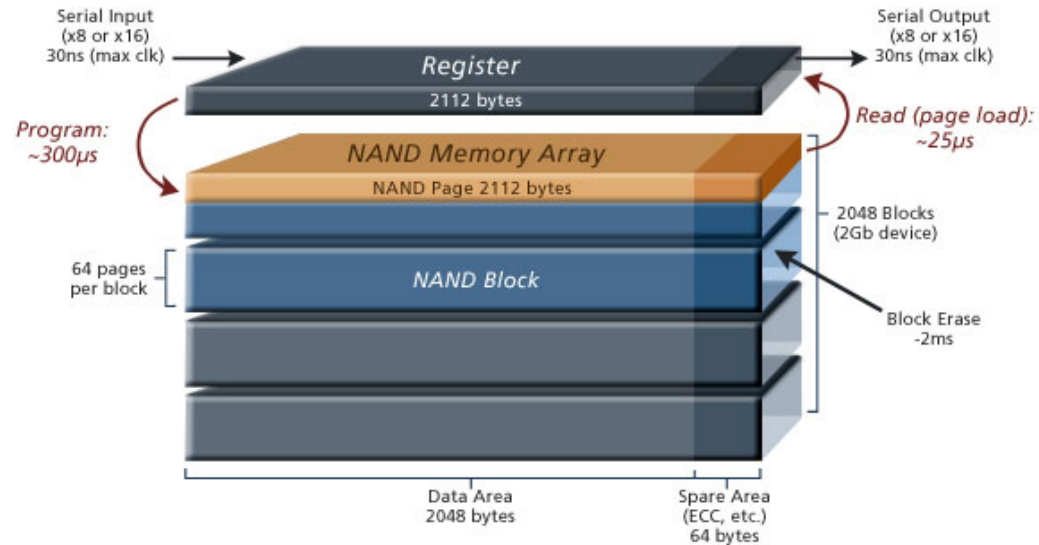 Serial Input
(x8 or x16)
30ns (max clk)
Serial Output
(x8 or x16)
30ns (max clk)
Register
2112 bytes
Program:
~300µs
Read (page load):
~25µs
NAND Memory Array
NAND Page 2112 bytes
2048 Blocks
(2Gb device)
64 pages
per block
NAND Block
Block Erase
-2ms
Data Area
2048 bytes
Spare Area
(ECC, etc.)
64 bytes